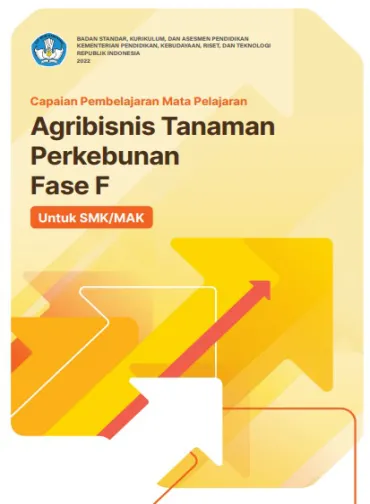 BADAN STANDAR, KURIKULUM, DAN ASESMEN PENDIDIKAN
KEMENTERIAN PENDIDIKAN, KEBUDAYAAN, RISET, DAN TEKNOLOGI
REPUBLIK INDONESIA
2022
Capaian Pembelajaran Mata Pelajaran
Agribisnis Tanaman
Perkebunan
Fase F
Untuk SMK/MAK